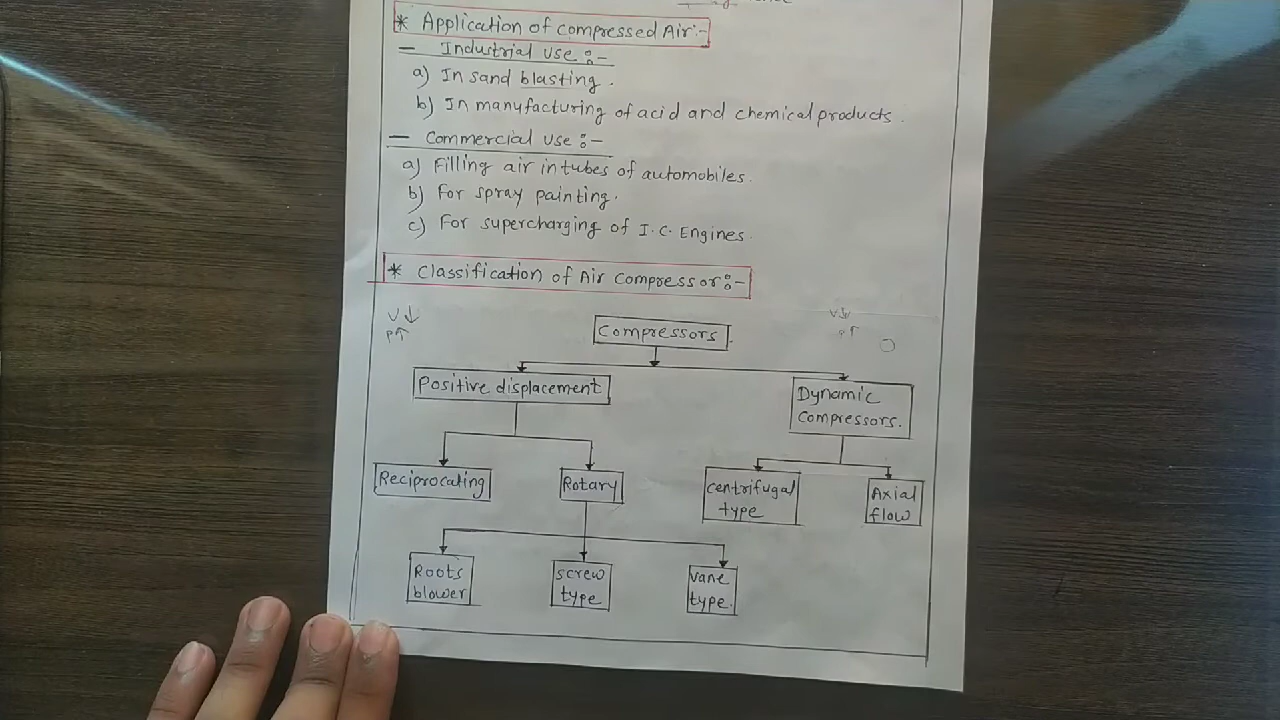 * Application of compressed Air:-
- Industrial Use :-
a) In sand blasting.
b) In manufacturing of acid and chemical products.
- Commercial Use :-
a) Filling air in tubes of automobiles.
b) For spray painting.
c) For supercharging of I.C. Engines.
* Classification of Air Compressor:-
V↓
P↑
V↓
P↑
Compressors.
Positive displacement
Dynamic
Compressors.
Reciprocating
Rotary
Centrifugal
type
Axial
flow
Roots
blower
Screw
type
Vane
type.